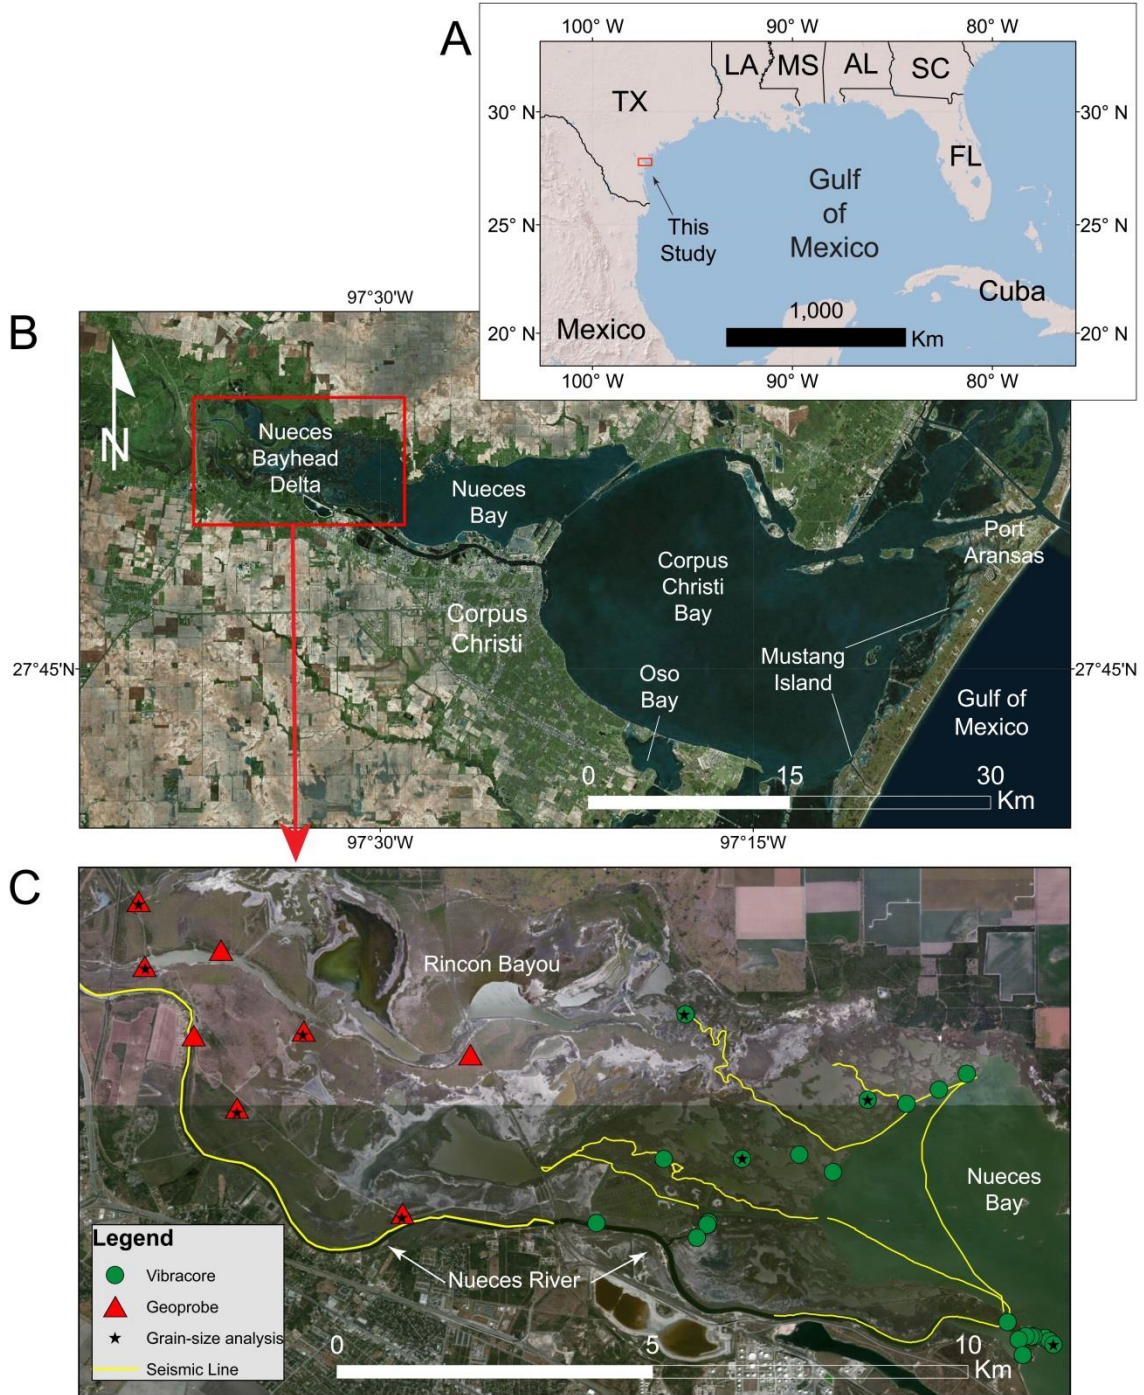 A
100° W
90° W
80° W
LA
MS
AL
SC
TX
30° N
30° N
FL
Gulf
of
Mexico
This
Study
25° N
25° N
Cuba
1,000
Km
Mexico
20° N
20° N
100° W
90° W
80° W
B
97°30'W
N
Nueces
Bayhead
Delta
Nueces
Bay
Port
Aransas
Corpus
Christi
Bay
Corpus
Christi
Mustang
Island
Oso
Bay
27°45'N
27°45'N
Gulf of
Mexico
0
15
30
Km
97°30'W
97°15'W
C
Rincon Bayou
Nueces
Bay
Nueces River
Legend
Vibracore
Geoprobe
Grain-size analysis
Seismic Line
0
5
10
Km